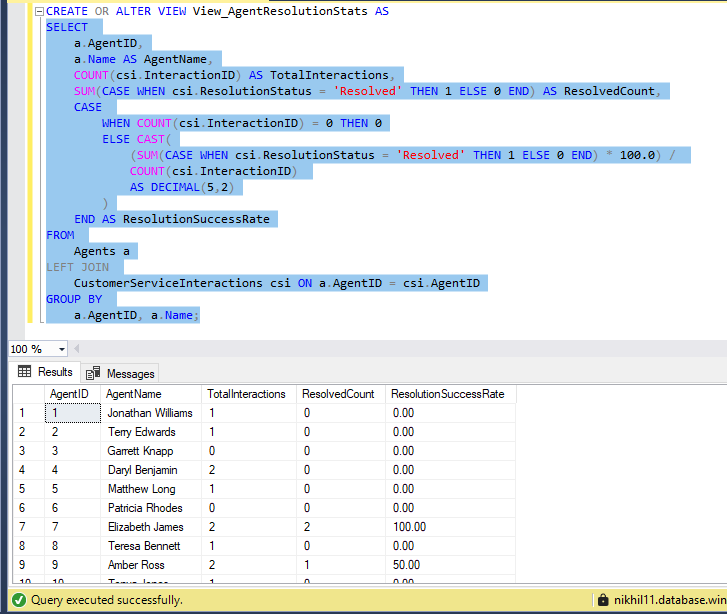 CREATE OR ALTER VIEW View_AgentResolutionStats AS
SELECT
a.AgentID,
a.Name AS AgentName,
COUNT(csi.InteractionID) AS TotalInteractions,
SUM(CASE WHEN csi.ResolutionStatus = 'Resolved' THEN 1 ELSE 0 END) AS ResolvedCount,
CASE
WHEN COUNT(csi.InteractionID) = 0 THEN 0
ELSE CAST(
(SUM(CASE WHEN csi.ResolutionStatus = 'Resolved' THEN 1 ELSE 0 END) * 100.0) /
COUNT(csi.InteractionID)
AS DECIMAL(5,2)
)
END AS ResolutionSuccessRate
FROM
Agents a
LEFT JOIN
CustomerServiceInteractions csi ON a.AgentID = csi.AgentID
GROUP BY
a.AgentID, a.Name;
100 %
Results Messages
AgentID AgentName TotalInteractions ResolvedCount ResolutionSuccessRate
1 1 Jonathan Williams 1 0 0.00
2 2 Terry Edwards 1 0 0.00
3 3 Garrett Knapp 0 0 0.00
4 4 Daryl Benjamin 2 0 0.00
5 5 Matthew Long 1 0 0.00
6 6 Patricia Rhodes 0 0 0.00
7 7 Elizabeth James 2 2 100.00
8 8 Teresa Bennett 1 0 0.00
9 9 Amber Ross 2 1 50.00
10 10 1 0 0.00
Query executed successfully. nikhil11.database.win